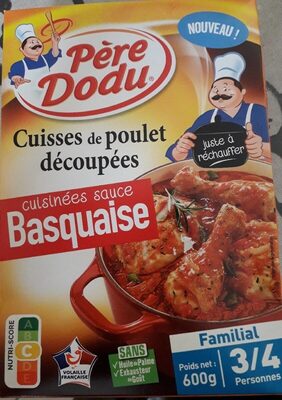 NOUVEAU !
Père
Dodu
Cuisses de poulet
découpées
Juste à
réchauffer
cuisinées sauce
Basquaise
NUTRI-SCORE
A
B
C
D
E
VOLAILLE
FRANÇAISE
SANS
Huile de Palme
Exhausteur
de Goût
Familial
Poids net :
600g
3/4
Personnes